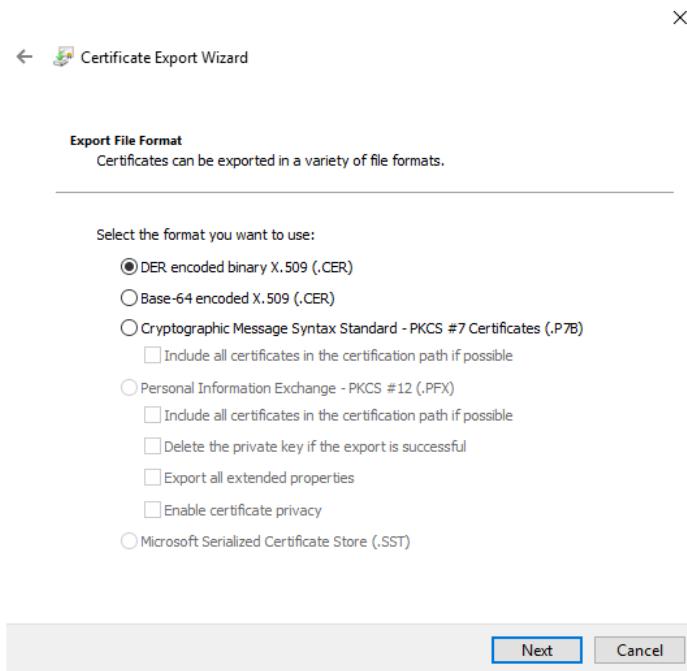 Certificate Export Wizard
Export File Format
Certificates can be exported in a variety of file formats.
Select the format you want to use:
DER encoded binary X.509 (.CER)
Base-64 encoded X.509 (.CER)
Cryptographic Message Syntax Standard - PKCS #7 Certificates (.P7B)
Include all certificates in the certification path if possible
Personal Information Exchange - PKCS #12 (.PFX)
Include all certificates in the certification path if possible
Delete the private key if the export is successful
Export all extended properties
Enable certificate privacy
Microsoft Serialized Certificate Store (.SST)
Next Cancel